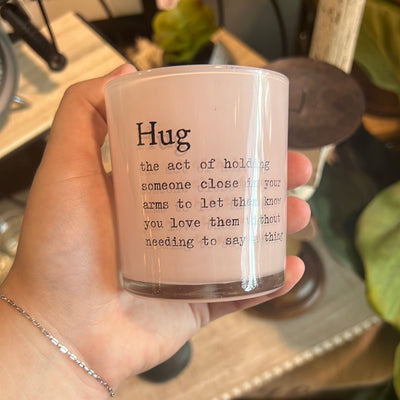 Hug
the act of holding
someone close in your
arms to let them know
you love them without
needing to say a thing